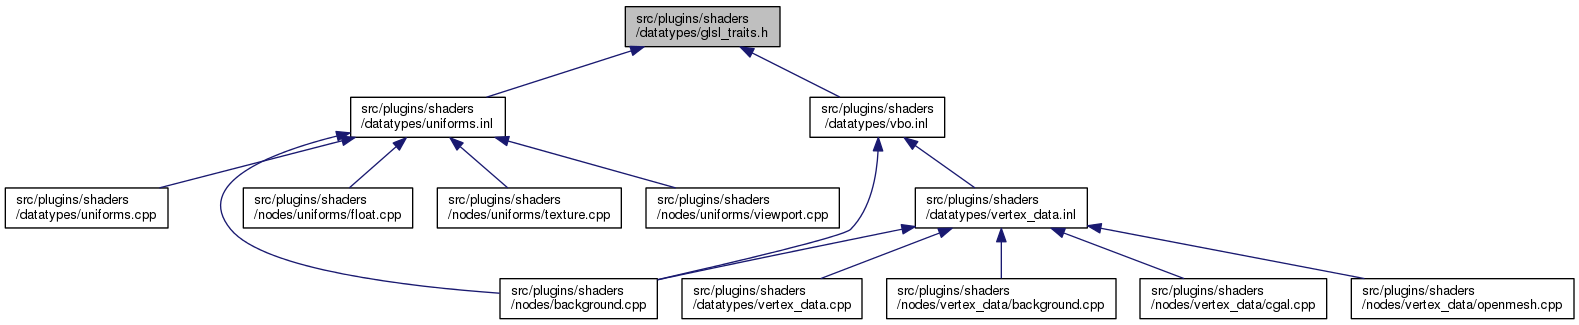 src/plugins/shaders
/datatypes/glsl_traits.h
src/plugins/shaders
/datatypes/uniforms.inl
src/plugins/shaders
/datatypes/vbo.inl
src/plugins/shaders
/datatypes/uniforms.cpp
src/plugins/shaders
/nodes/uniforms/float.cpp
src/plugins/shaders
/nodes/uniforms/texture.cpp
src/plugins/shaders
/nodes/uniforms/viewport.cpp
src/plugins/shaders
/datatypes/vertex_data.inl
src/plugins/shaders
/nodes/background.cpp
src/plugins/shaders
/datatypes/vertex_data.cpp
src/plugins/shaders
/nodes/vertex_data/background.cpp
src/plugins/shaders
/nodes/vertex_data/cgal.cpp
src/plugins/shaders
/nodes/vertex_data/openmesh.cpp